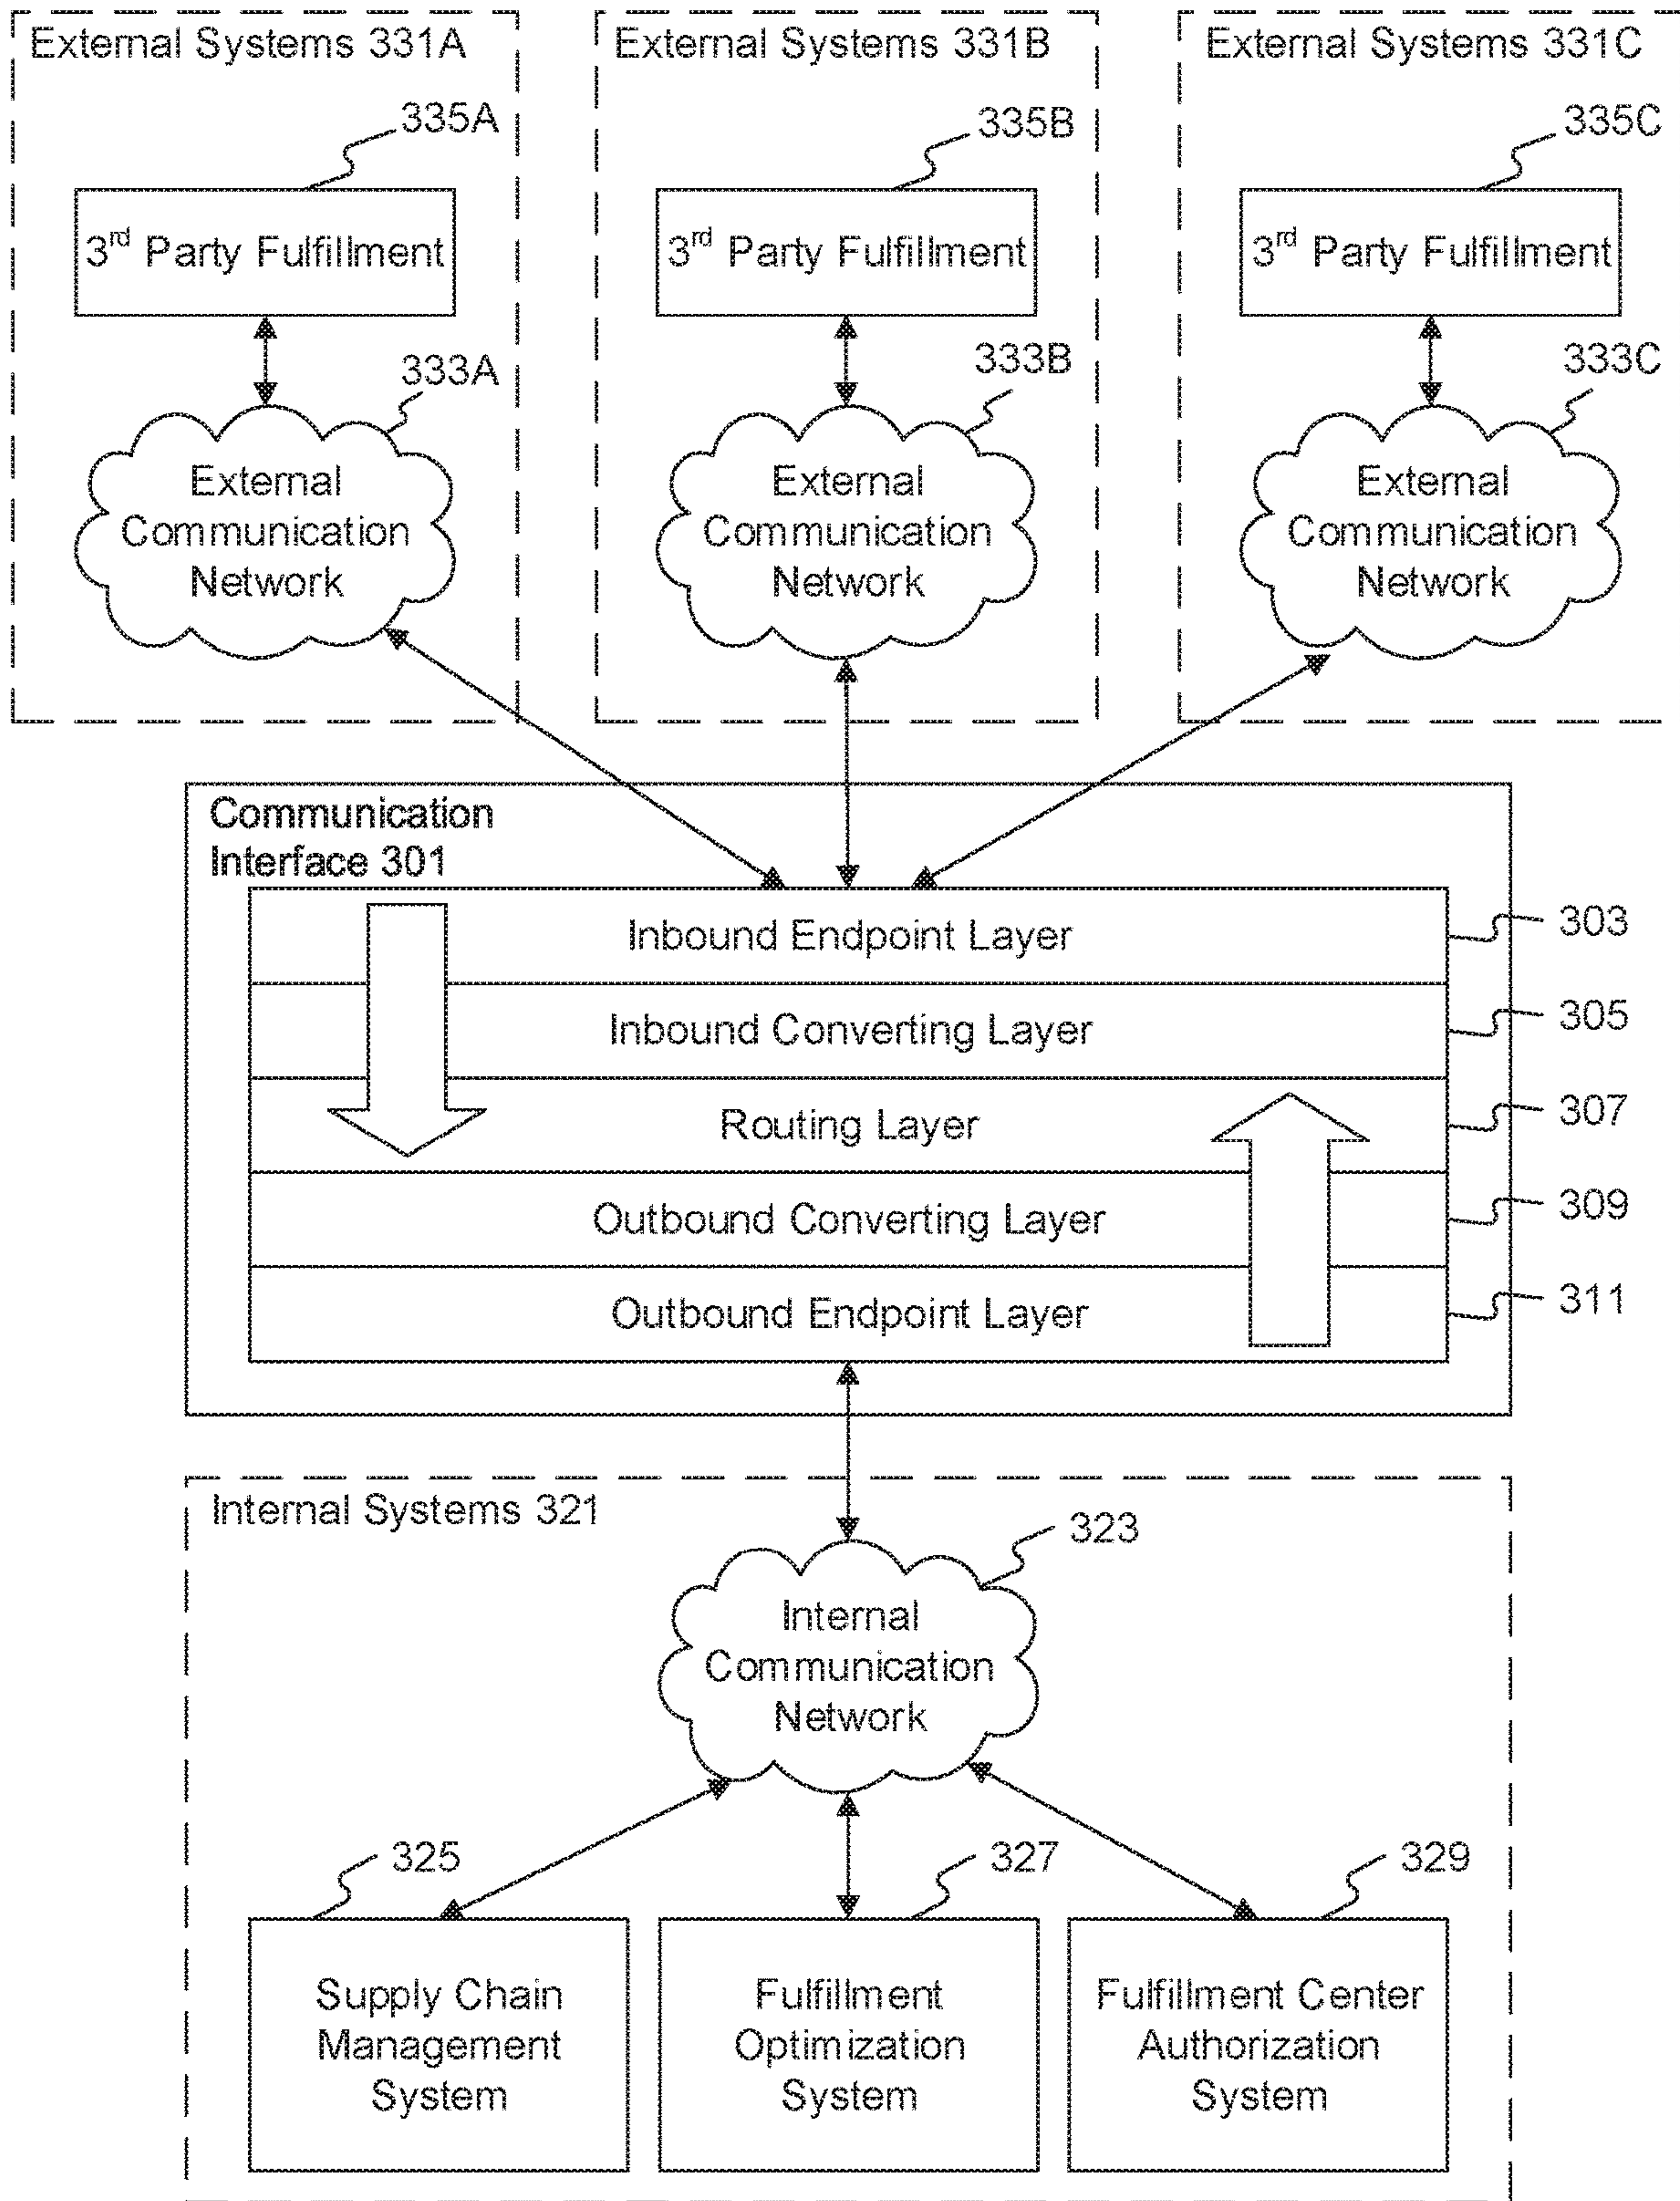 External Systems 331A
External Systems 331B
External Systems 331C
335A
335B
335C
3rd Party Fulfillment
3rd Party Fulfillment
3rd Party Fulfillment
333A
333B
333C
External
Communication
Network
External
Communication
Network
External
Communication
Network
Communication
Interface 301
Inbound Endpoint Layer
303
Inbound Converting Layer
305
Routing Layer
307
Outbound Converting Layer
309
Outbound Endpoint Layer
311
Internal Systems 321
323
Internal
Communication
Network
325
327
329
Supply Chain
Management
System
Fulfillment
Optimization
System
Fulfillment Center
Authorization
System